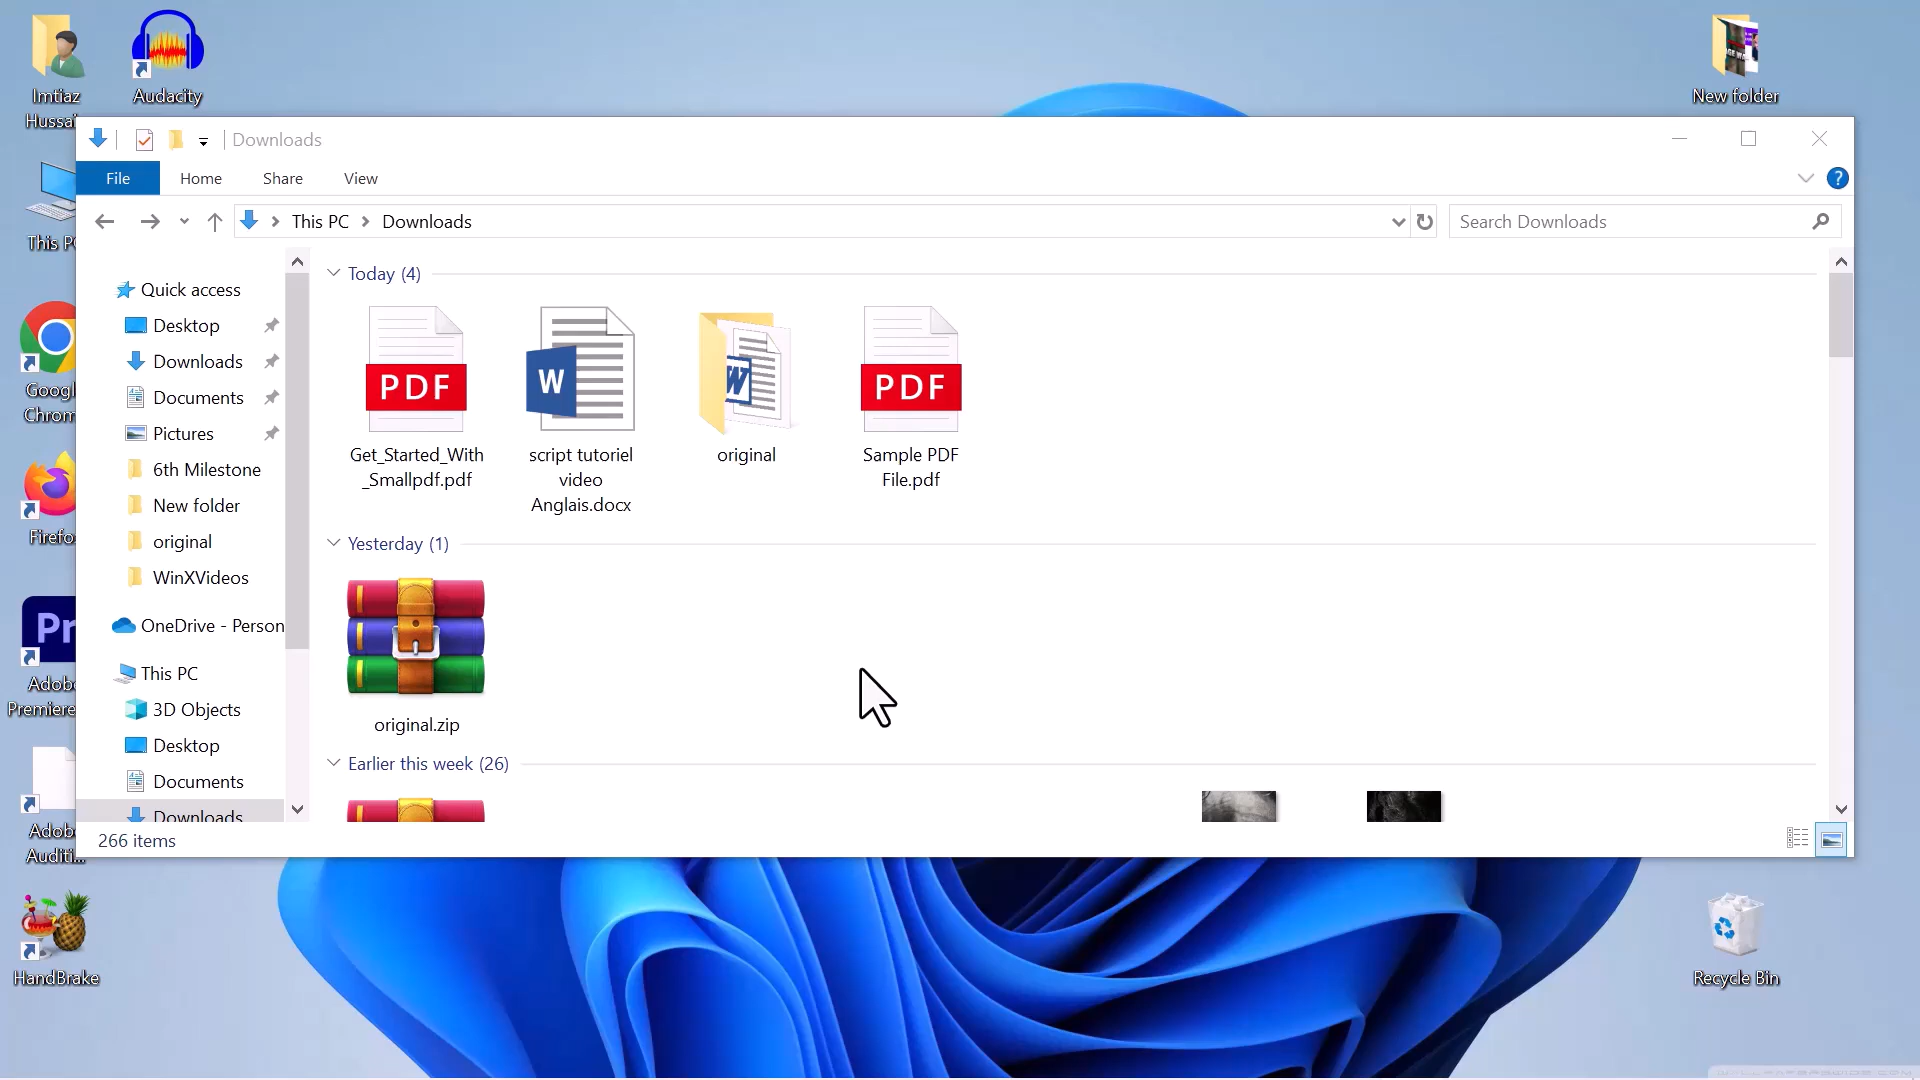 Imtiaz
Hussai
Audacity
New folder
Downloads
File
Home
Share
View
?
This PC
Downloads
Search Downloads
This P
Googl
Chrom
Firefo
Pr
Adob
Premiere
Adob
Auditi...
HandBrake
Recycle Bin
Quick access
Desktop
Downloads
Documents
Pictures
6th Milestone
New folder
original
WinXVideos
OneDrive - Person
This PC
3D Objects
Desktop
Documents
Downloads
Today (4)
PDF
Get_Started_With
_Smallpdf.pdf
W
script tutoriel
video
Anglais.docx
W
original
PDF
Sample PDF
File.pdf
Yesterday (1)
original.zip
Earlier this week (26)
266 items